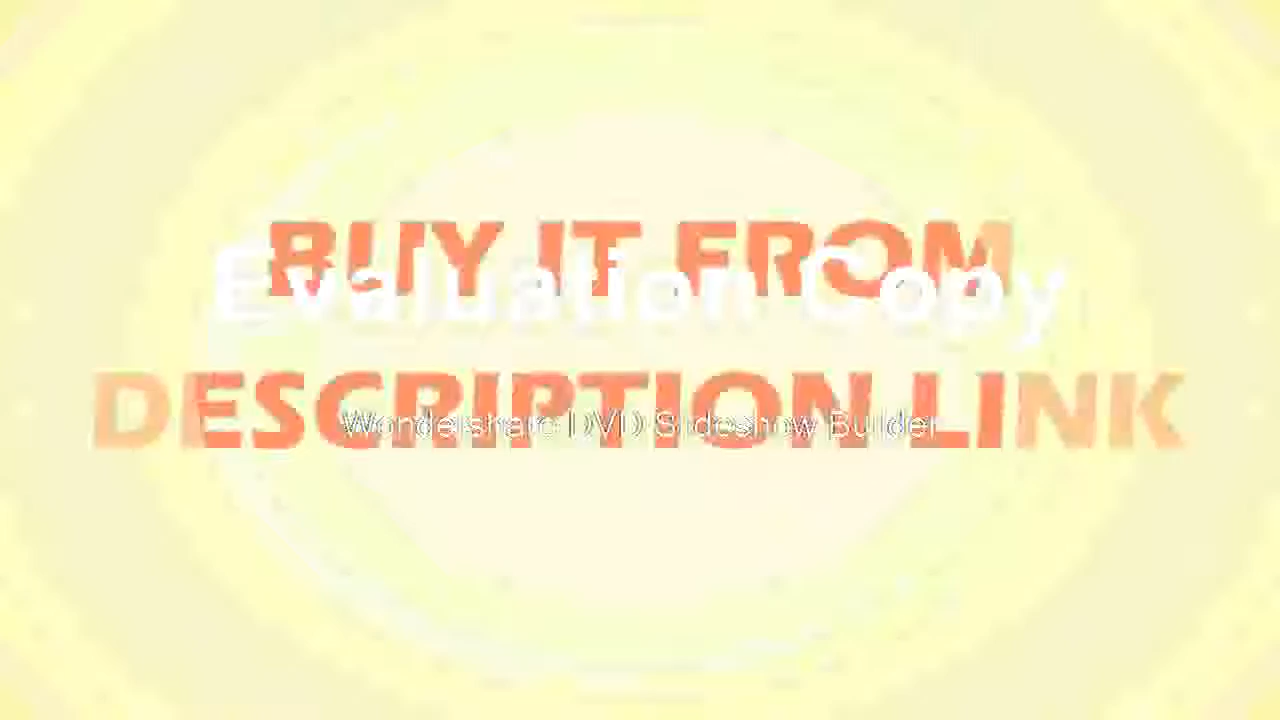 BUY IT FROM
Evaluation Copy
DESCRIPTION LINK
Wondershare DVD Slideshow Builder